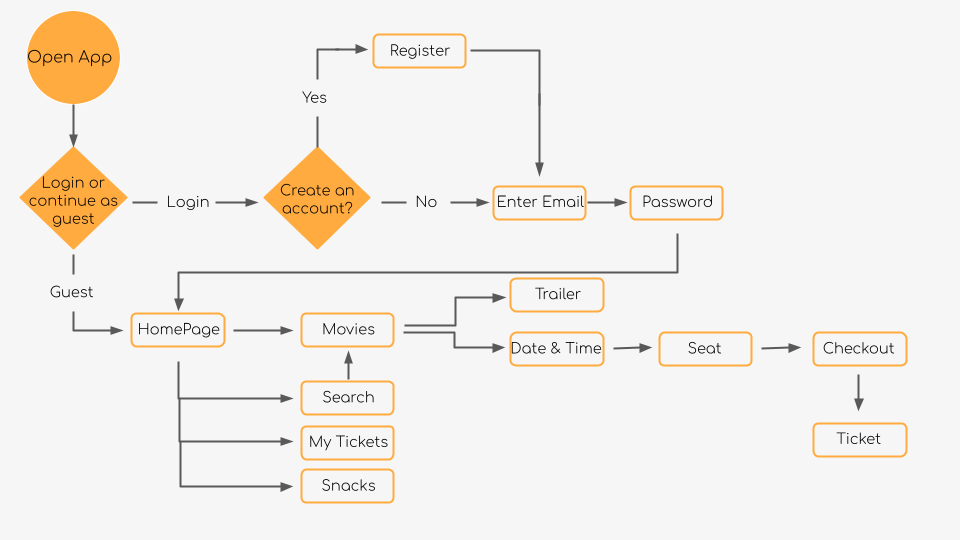 Open App
Register
Yes
Login or
continue as
guest
Login
Create an
account?
No
Enter Email
Password
Guest
HomePage
Movies
Trailer
Date & Time
Seat
Checkout
Search
My Tickets
Snacks
Ticket